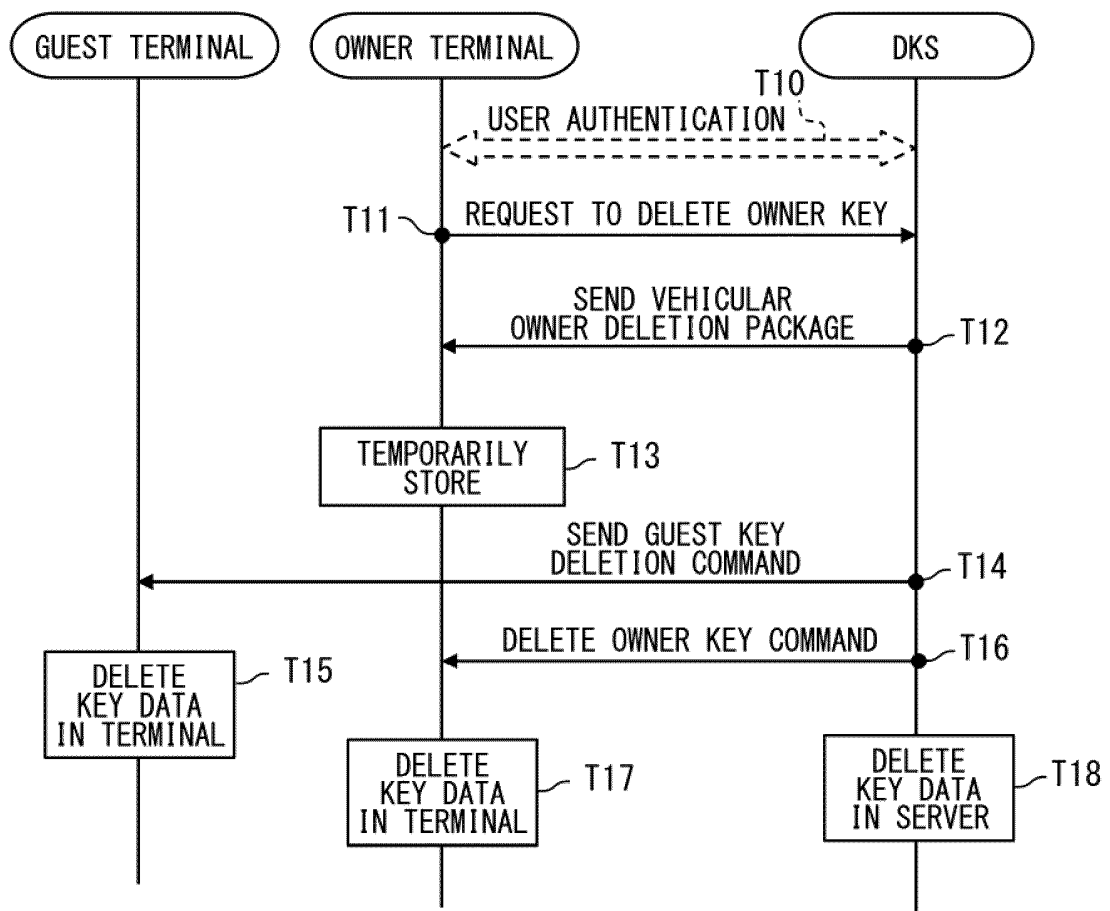 GUEST TERMINAL
OWNER TERMINAL
DKS
T10
USER AUTHENTICATION
T11
REQUEST TO DELETE OWNER KEY
SEND VEHICULAR
OWNER DELETION PACKAGE
T12
TEMPORARILY
STORE
T13
SEND GUEST KEY
DELETION COMMAND
T14
DELETE OWNER KEY COMMAND
T16
DELETE
KEY DATA
IN TERMINAL
T15
DELETE
KEY DATA
IN TERMINAL
T17
DELETE
KEY DATA
IN SERVER
T18